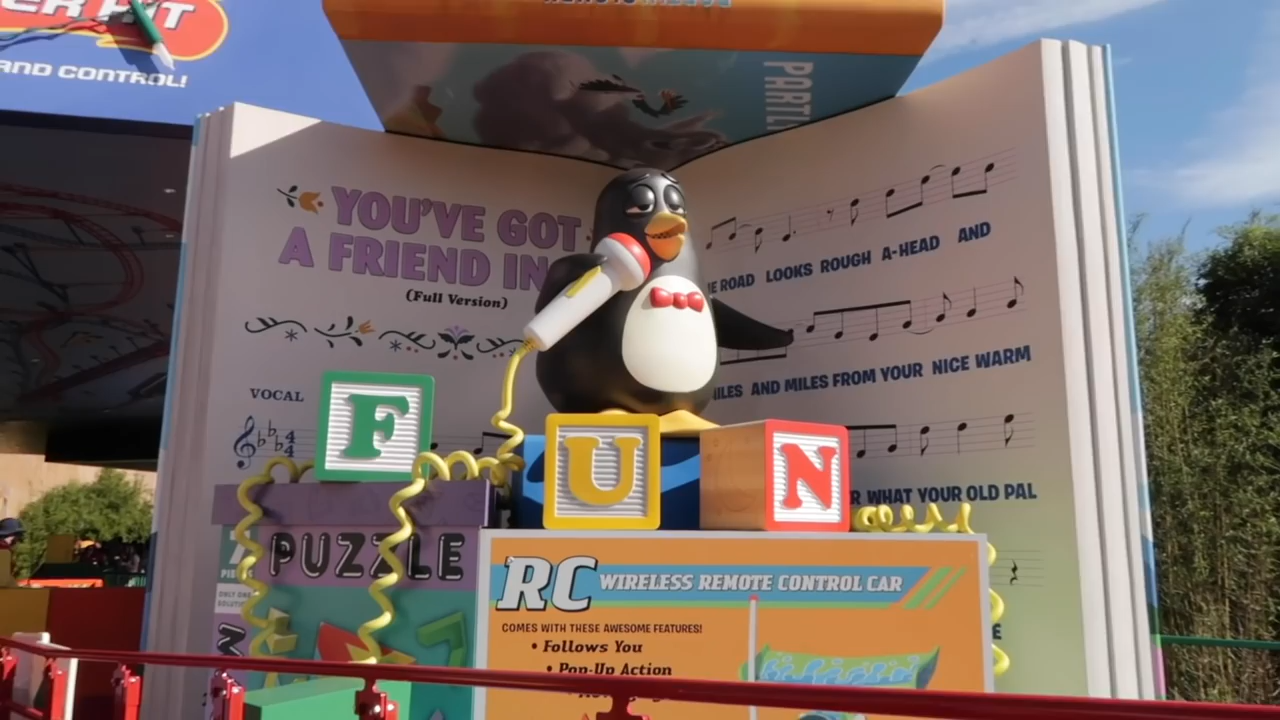 AND CONTROL!
YOU'VE GOT
A FRIEND IN
(Full Version)
VOCAL
ROAD LOOKS ROUGH A-HEAD AND
AND MILES FROM YOUR NICE WARM
WHAT YOUR OLD PAL
F
U
N
PUZZLE
RC WIRELESS REMOTE CONTROL CAR
COMES WITH THESE AWESOME FEATURES!
• Follows You
• Pop-Up Action